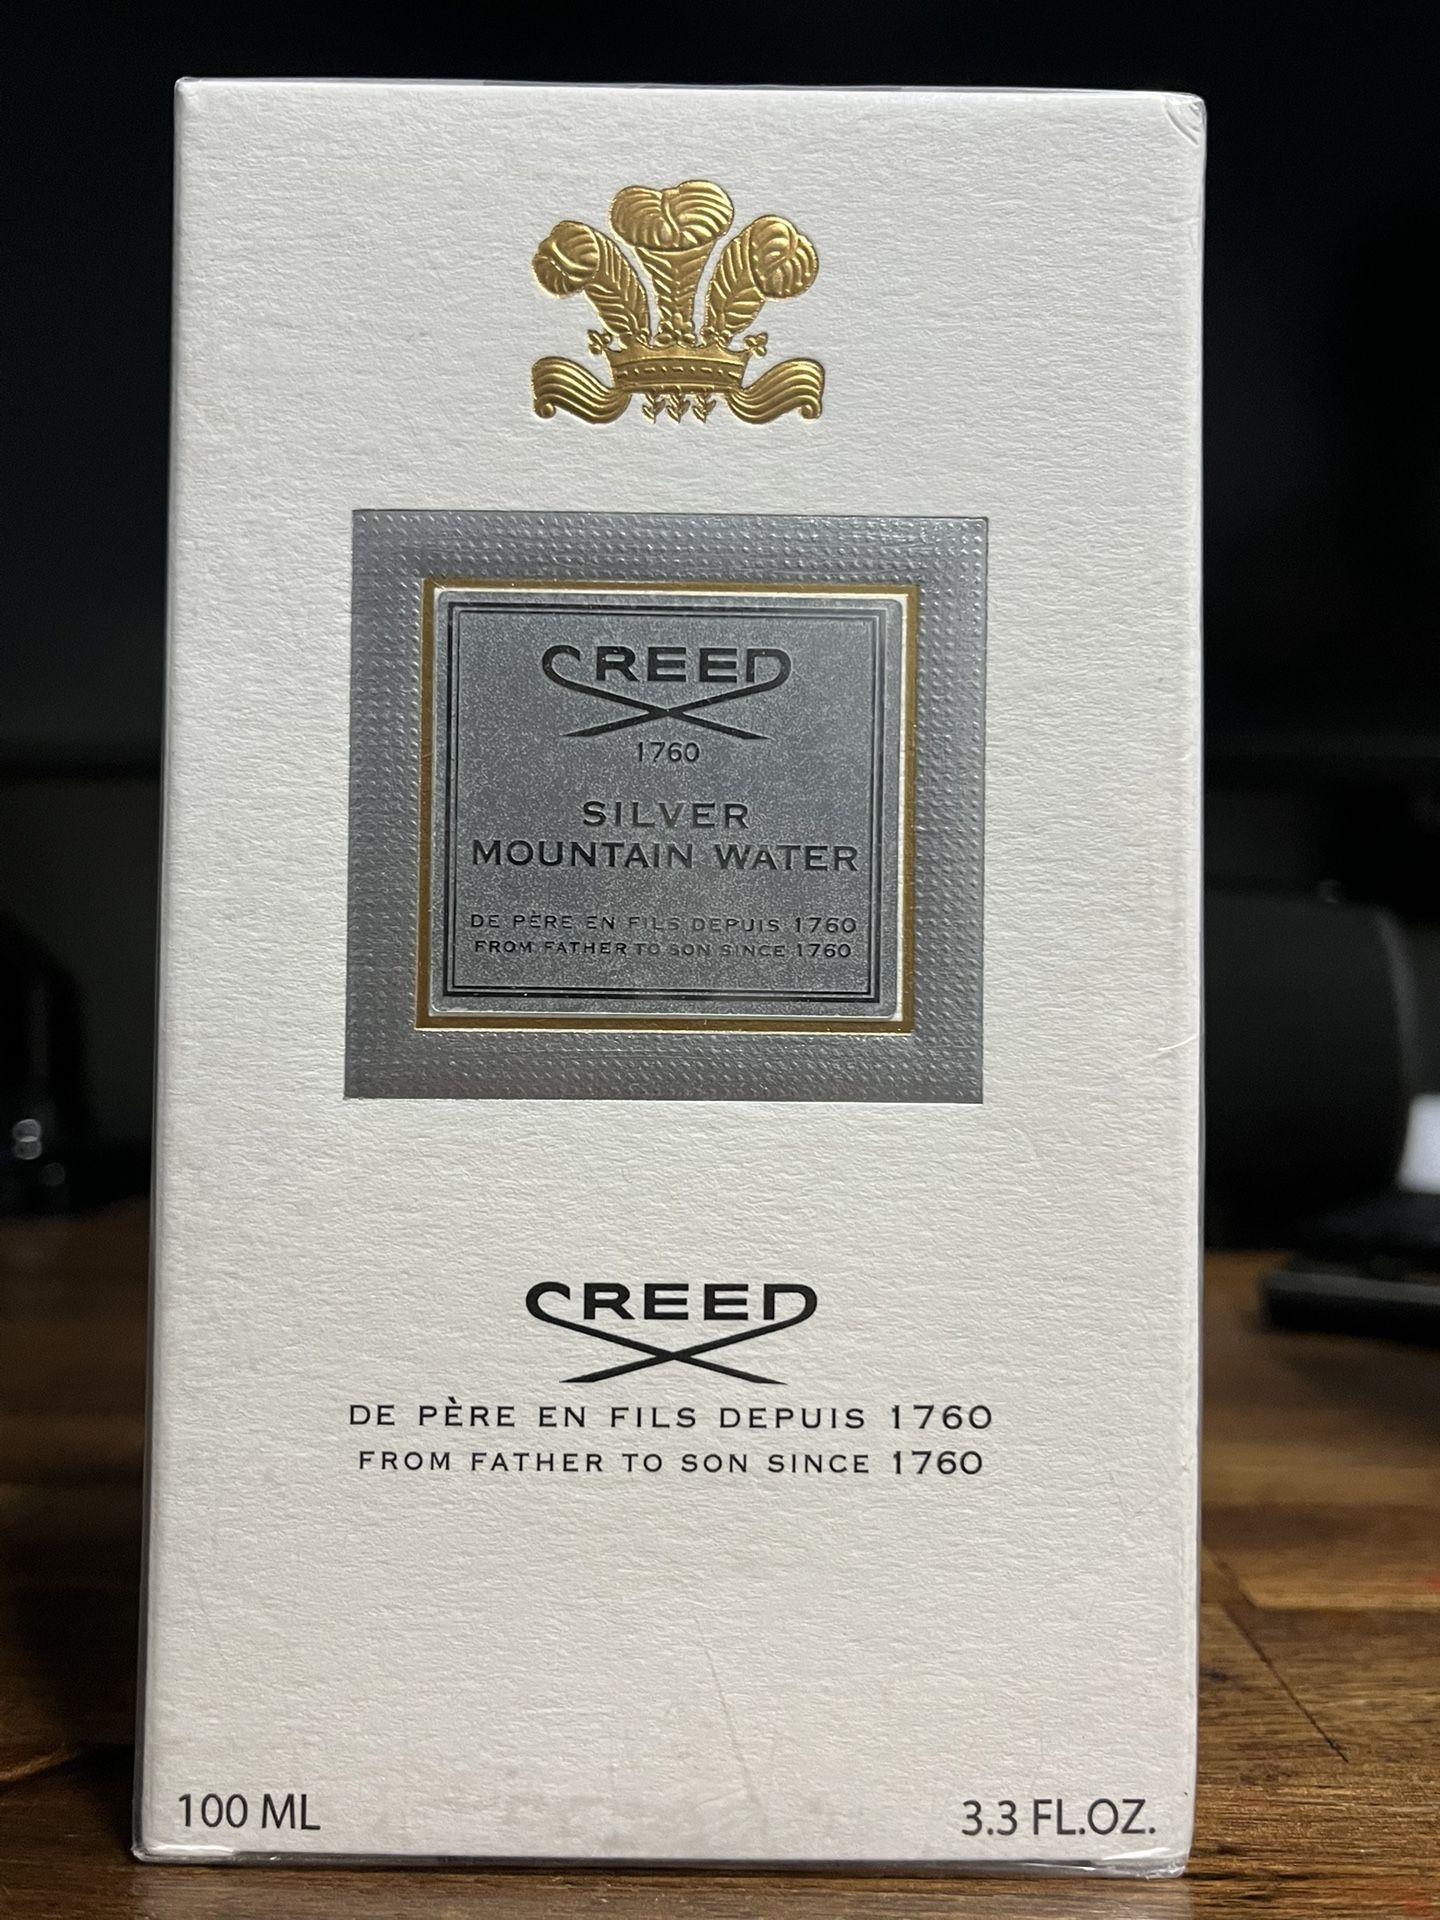 CREED
1760
SILVER
MOUNTAIN WATER
DE PÈRE EN FILS DEPUIS 1760
FROM FATHER TO SON SINCE 1760
CREED
DE PÈRE EN FILS DEPUIS 1760
FROM FATHER TO SON SINCE 1760
100 ML
3.3 FL.OZ.